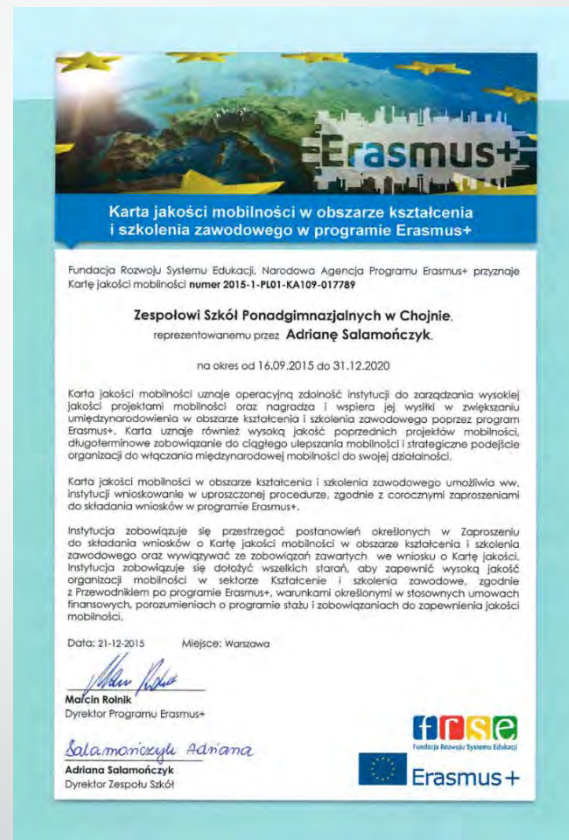 Erasmus+
Karta jakości mobilności w obszarze kształcenia
i szkolenia zawodowego w programie Erasmus+
Fundacja Rozwoju Systemu Edukacji, Narodowa Agencja Programu Erasmus+ przyznaje
Kartę jakości mobilności numer 2015-1-PL01-KA109-017789
Zespołowi Szkół Ponadgimnazjalnych w Chojnie,
reprezentowanemu przez Adrianę Salamończyk,
na okres od 16.09.2015 do 31.12.2020
Karta jakości mobilności uznaje operacyjną zdolność instytucji do zarządzania wysokiej
jakości projektami mobilności oraz nagradza i wspiera jej wysiłki w zwiększaniu
umiędzynarodowienia w obszarze kształcenia i szkolenia zawodowego poprzez program
Erasmus+. Karta uznaje również wysoką jakość poprzednich projektów mobilności,
długoterminowe zobowiązanie do ciągłego ulepszania mobilności i strategiczne podejście
organizacji do włączania międzynarodowej mobilności do swojej działalności.
Karta jakości mobilności w obszarze kształcenia i szkolenia zawodowego umożliwia ww.
instytucji wnioskowanie w uproszczonej procedurze, zgodnie z corocznymi zaproszeniami
do składania wniosków w programie Erasmus+.
Instytucja zobowiązuje się przestrzegać postanowień określonych w Zaproszeniu
do składania wniosków o Kartę jakości mobilności w obszarze kształcenia i szkolenia
zawodowego oraz wywiązywać ze zobowiązań zawartych we wniosku o Kartę jakości.
Instytucja zobowiązuje się dołożyć wszelkich starań, aby zapewnić wysoką jakość
organizacji mobilności w sektorze Kształcenie i szkolenia zawodowe, zgodnie
z Przewodnikiem po programie Erasmus+, warunkami określonymi w stosownych umowach
finansowych, porozumieniach o programie stażu i zobowiązaniach do zapewnienia jakości
mobilności.
Data: 21-12-2015 Miejsce: Warszawa
Marcin Rolnik
Dyrektor Programu Erasmus+
Salamończyk Adriana
Adriana Salamończyk
Dyrektor Zespołu Szkół
frse
Fundacja Rozwoju Systemu Edukacji
Erasmus+